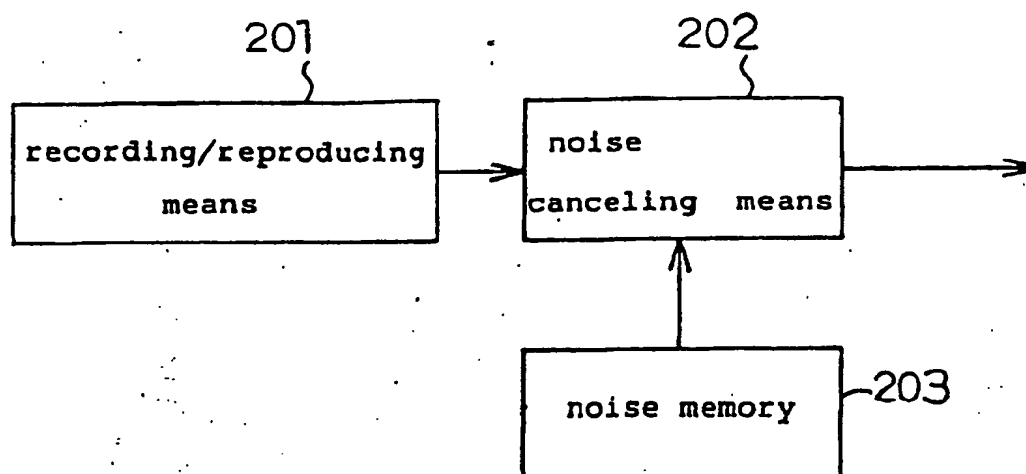 201
202
recording/reproducing
means
noise
canceling means
noise memory
203